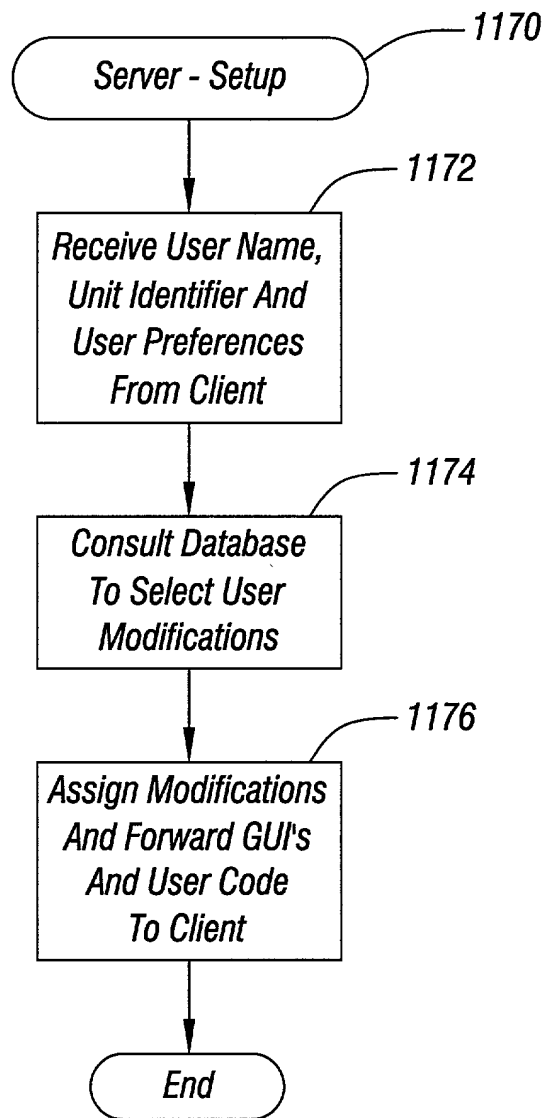 1170
Server - Setup
1172
Receive User Name,
Unit Identifier And
User Preferences
From Client
1174
Consult Database
To Select User
Modifications
1176
Assign Modifications
And Forward GUI's
And User Code
To Client
End